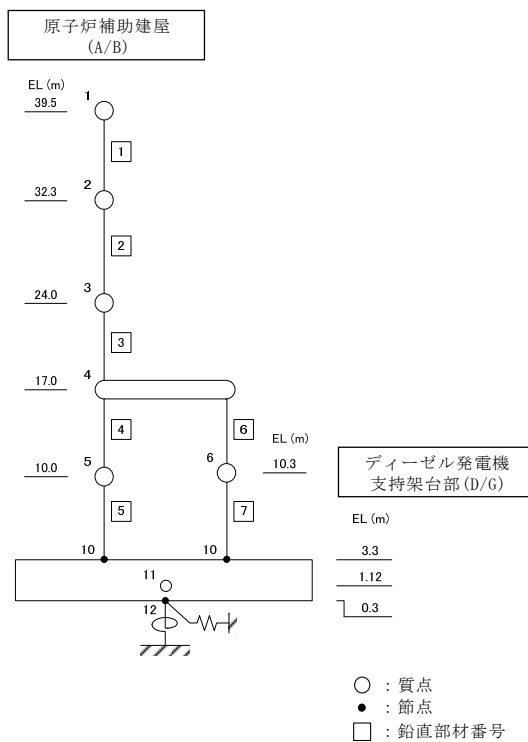 原子炉補助建屋
(A/B)
EL (m)
39.5
1
1
32.3
2
2
24.0
3
3
17.0
4
4
6
EL (m)
10.0
5
6
10.3
5
7
ディーゼル発電機
支持架台部(D/G)
EL (m)
10
10
3.3
11
1.12
12
0.3
○ : 質点
● : 節点
□ : 鉛直部材番号